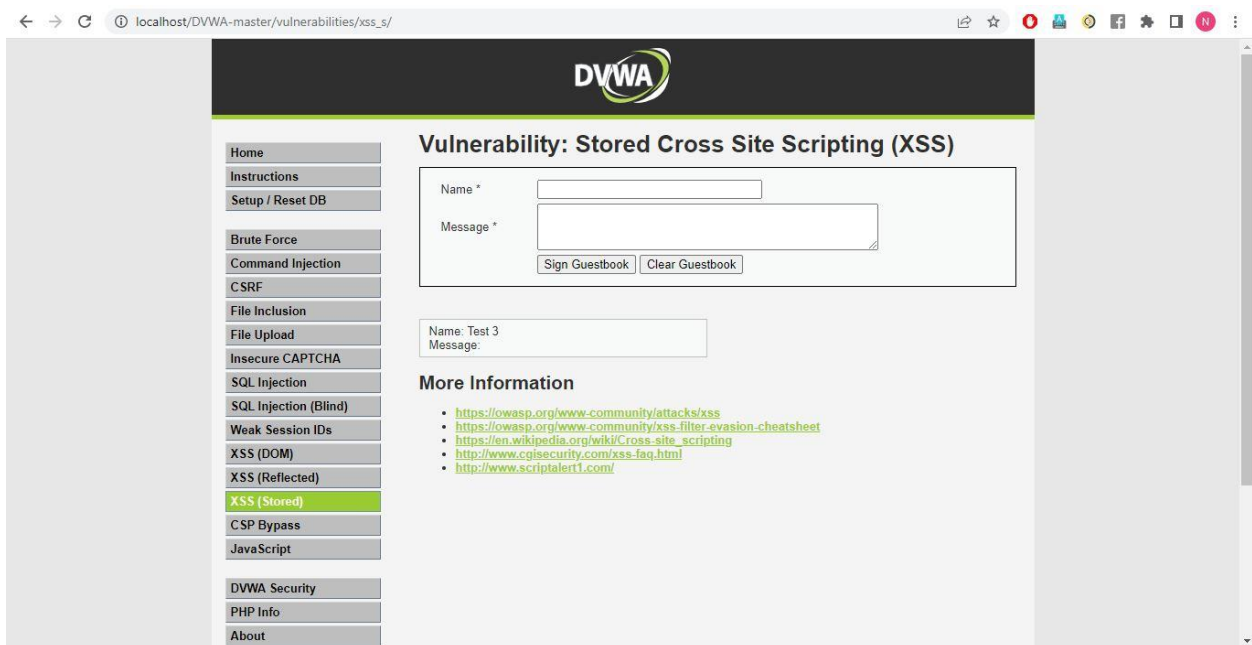 localhost/DVWA-master/vulnerabilities/xss_s/
N
DVWA
Home
Instructions
Setup / Reset DB
Brute Force
Command Injection
CSRF
File Inclusion
File Upload
Insecure CAPTCHA
SQL Injection
SQL Injection (Blind)
Weak Session IDs
XSS (DOM)
XSS (Reflected)
XSS (Stored)
CSP Bypass
JavaScript
DVWA Security
PHP Info
About
Vulnerability: Stored Cross Site Scripting (XSS)
Name *
Message *
Sign Guestbook Clear Guestbook
Name: Test 3
Message:
More Information
https://owasp.org/www-community/attacks/xss
https://owasp.org/www-community/xss-filter-evasion-cheatsheet
https://en.wikipedia.org/wiki/Cross-site_scripting
http://www.cgisecurity.com/xss-faq.html
http://www.scriptalert1.com/